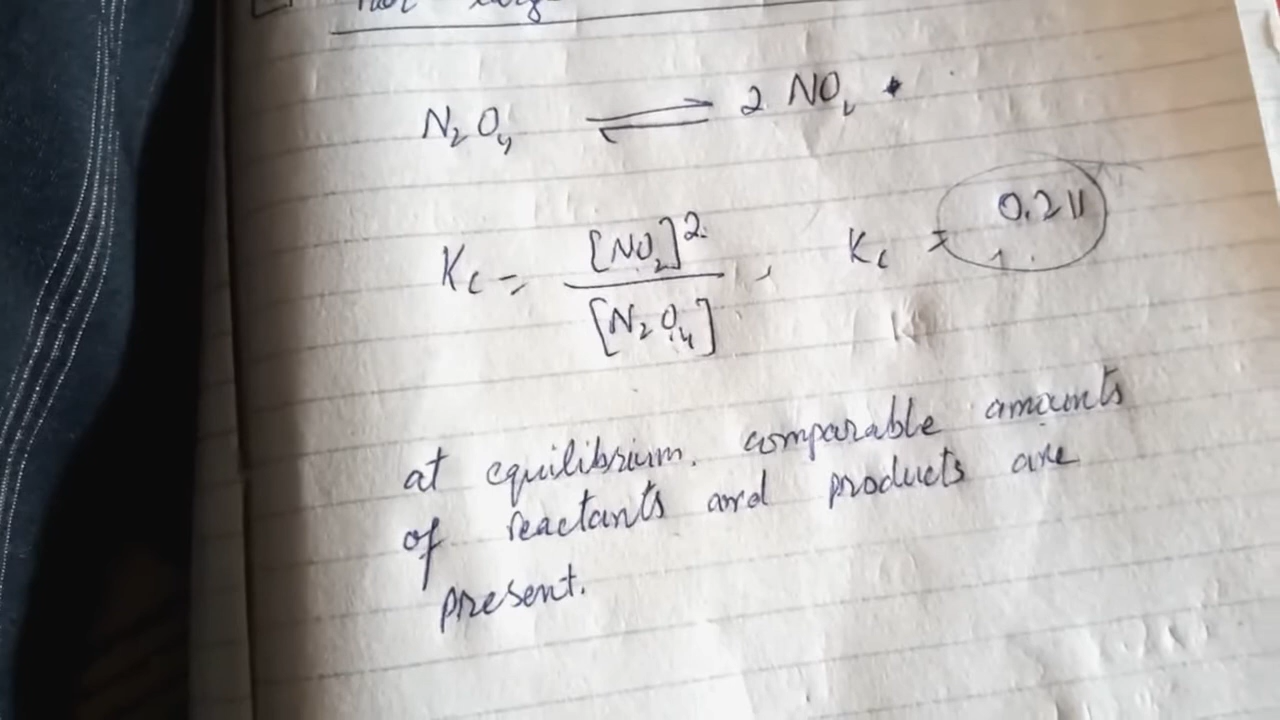 N₂O₄ ⇌ 2 NO₂
Kc = [NO₂]² / [N₂O₄] , Kc = 0.211
at equilibrium. comparable amounts
of reactants and products are
present.